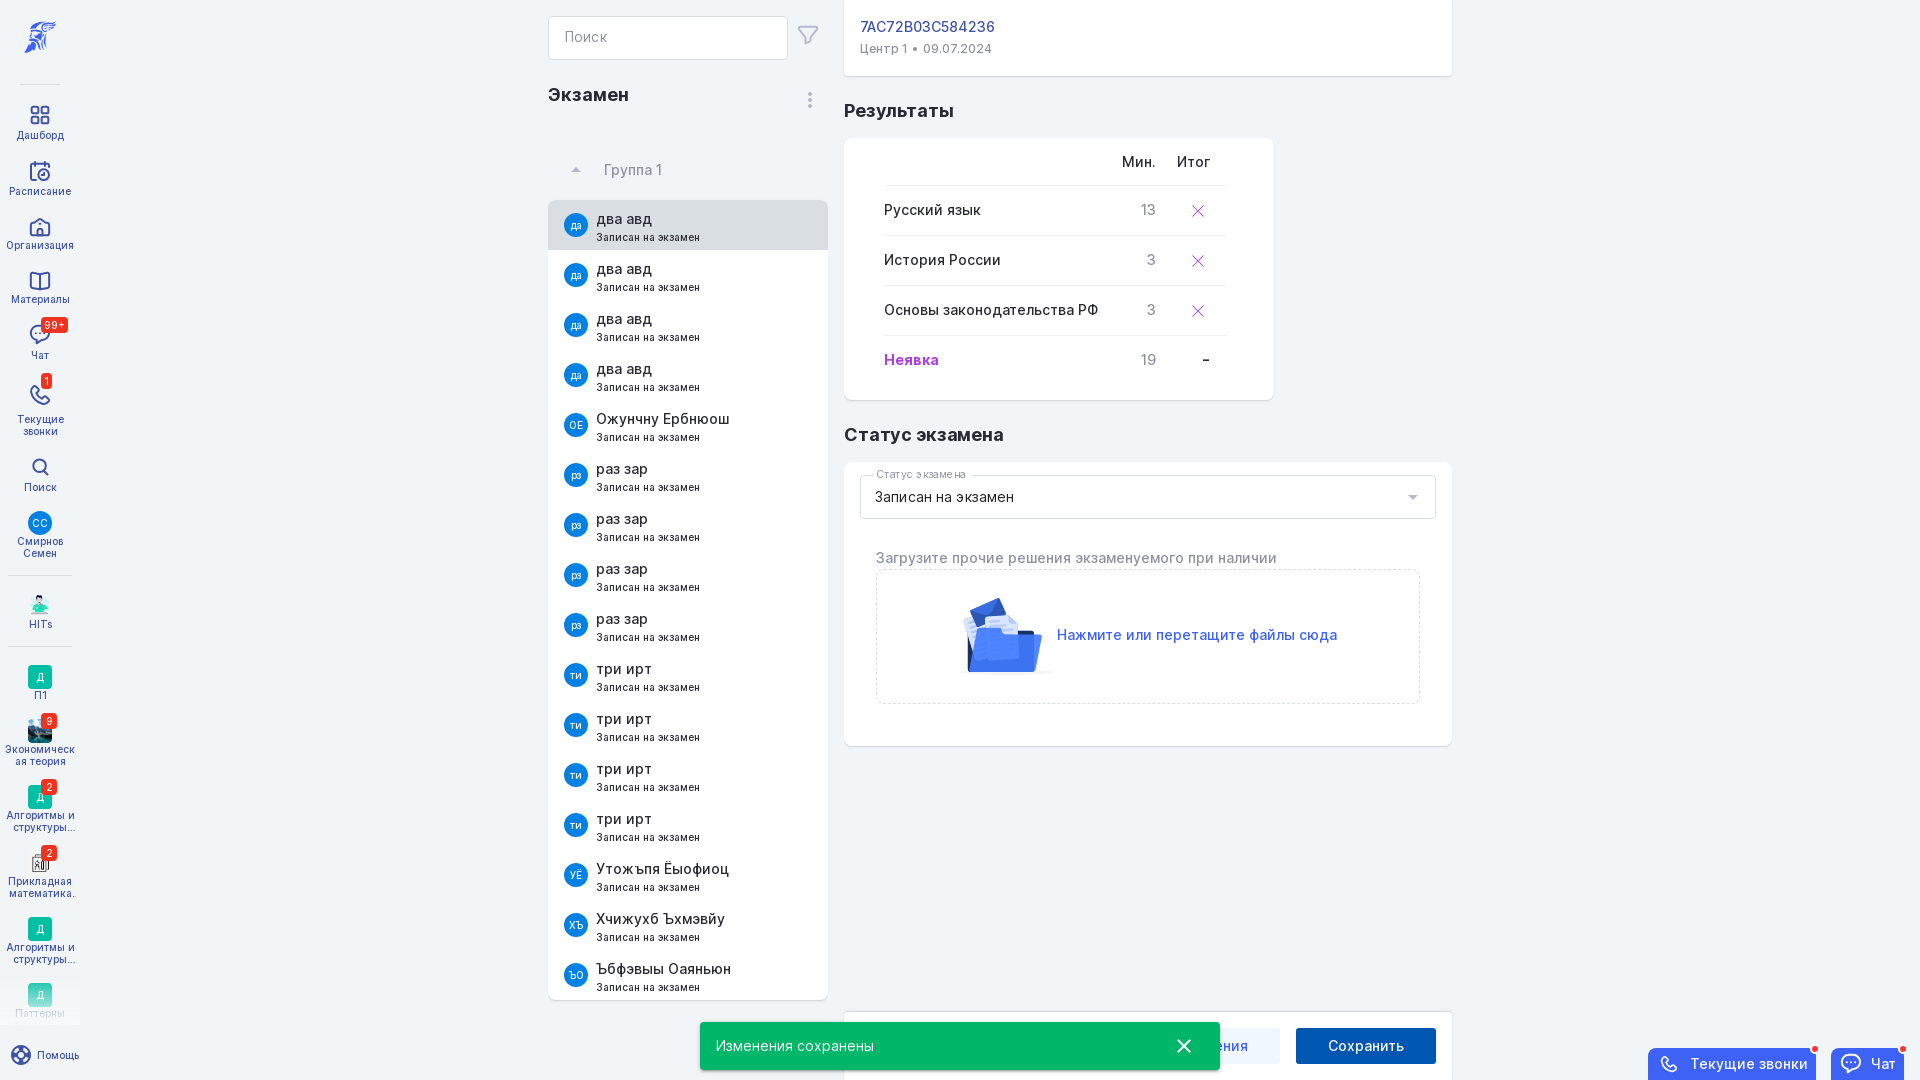 Дашборд
Расписание
Организация
Материалы
99+
Чат
1
Текущие
звонки
Поиск
СС
Смирнов
Семен
HITs
Д
П1
9
Экономическ
ая теория
2
Д
Алгоритмы и
структуры...
2
Прикладная
математика.
Д
Алгоритмы и
структуры...
Д
Паттерны
Помощь
Поиск
Экзамен
Группа 1
да
два авд
Записан на экзамен
да
два авд
Записан на экзамен
да
два авд
Записан на экзамен
да
два авд
Записан на экзамен
ОЕ
Ожунчну Ербнюош
Записан на экзамен
рз
раз зар
Записан на экзамен
рз
раз зар
Записан на экзамен
рз
раз зар
Записан на экзамен
рз
раз зар
Записан на экзамен
ти
три ирт
Записан на экзамен
ти
три ирт
Записан на экзамен
ти
три ирт
Записан на экзамен
ти
три ирт
Записан на экзамен
УЁ
Утожъпя Ёыофиоц
Записан на экзамен
ХЪ
Хчижухб Ъхмэвйу
Записан на экзамен
ЪО
Ъбфэвыы Оаяньюн
Записан на экзамен
7AC72B03C584236
Центр 1 • 09.07.2024
Результаты
Мин. Итог
Русский язык 13
История России 3
Основы законодательства РФ 3
Неявка 19 –
Статус экзамена
Статус экзамена
Записан на экзамен
Загрузите прочие решения экзаменуемого при наличии
Нажмите или перетащите файлы сюда
Изменения сохранены
ения
Сохранить
Текущие звонки
Чат